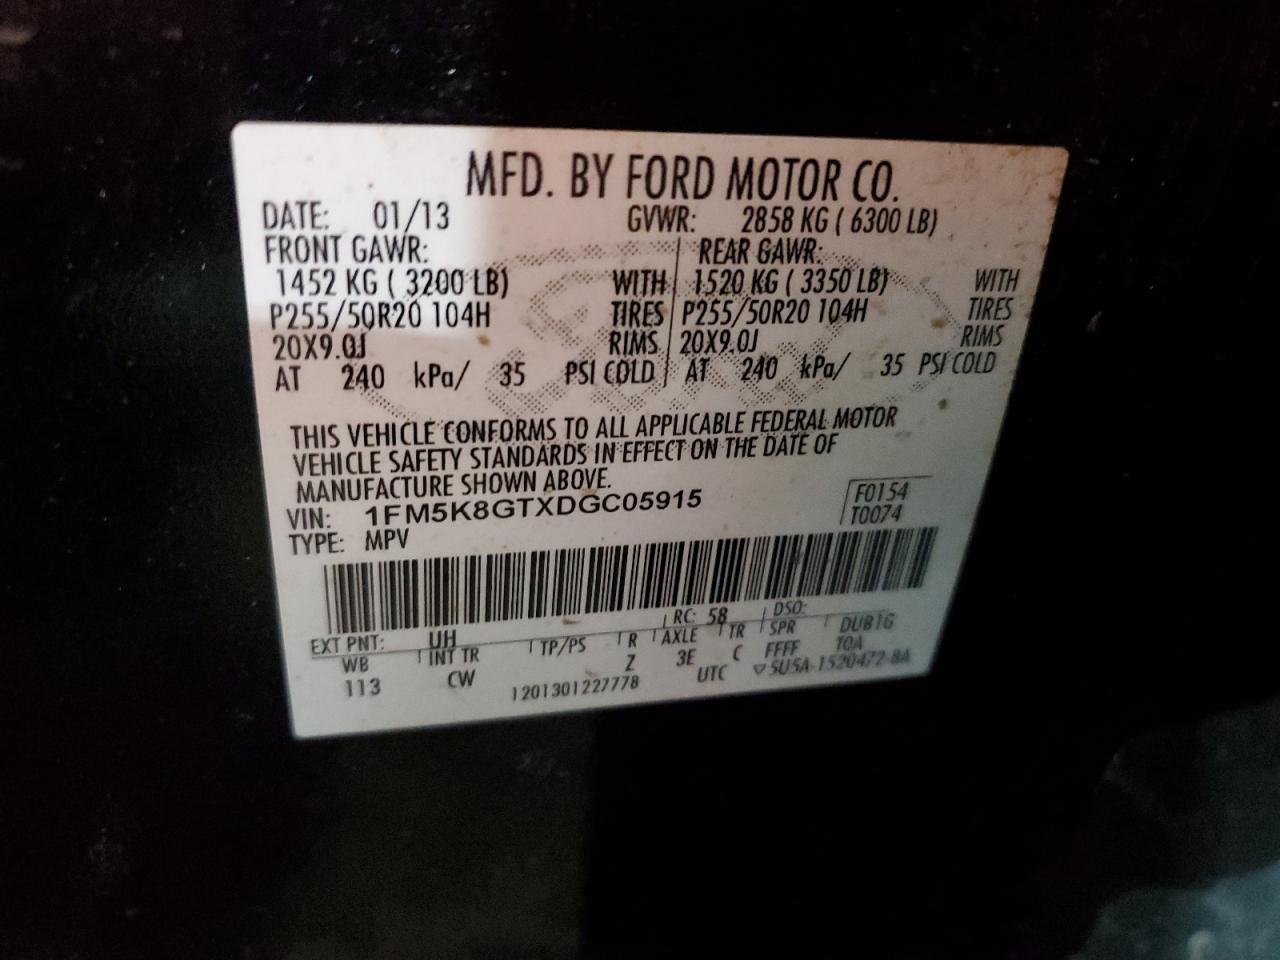 MFD. BY FORD MOTOR CO.
DATE: 01/13 GVWR: 2858 KG ( 6300 LB)
FRONT GAWR: REAR GAWR:
1452 KG ( 3200 LB) WITH 1520 KG ( 3350 LB) WITH
P255/50R20 104H TIRES P255/50R20 104H TIRES
20X9.0J RIMS 20X9.0J RIMS
AT 240 kPa/ 35 PSI COLD AT 240 kPa/ 35 PSI COLD
THIS VEHICLE CONFORMS TO ALL APPLICABLE FEDERAL MOTOR
VEHICLE SAFETY STANDARDS IN EFFECT ON THE DATE OF
MANUFACTURE SHOWN ABOVE.
VIN: 1FM5K8GTXDGC05915 F0154
TYPE: MPV T0074
EXT PNT: UH RC: 58 DSO:
WB INT TR TP/PS R AXLE TR SPR DUB1G
113 CW Z 3E C FFFF T0A
1201301227778 UTC ▽5U5A-1520472-BA